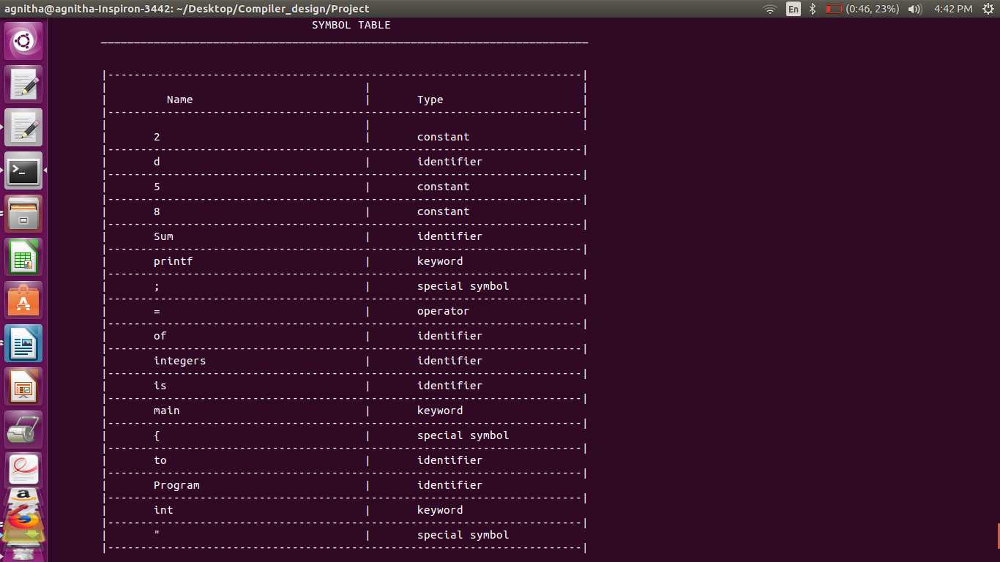 agnitha@agnitha-Inspiron-3442: ~/Desktop/Compiler_design/Project En (0:46, 23%) 4:42 PM
SYMBOL TABLE
Name | Type
2 | constant
d | identifier
5 | constant
8 | constant
Sum | identifier
printf | keyword
; | special symbol
= | operator
of | identifier
integers | identifier
is | identifier
main | keyword
{ | special symbol
to | identifier
Program | identifier
int | keyword
" | special symbol